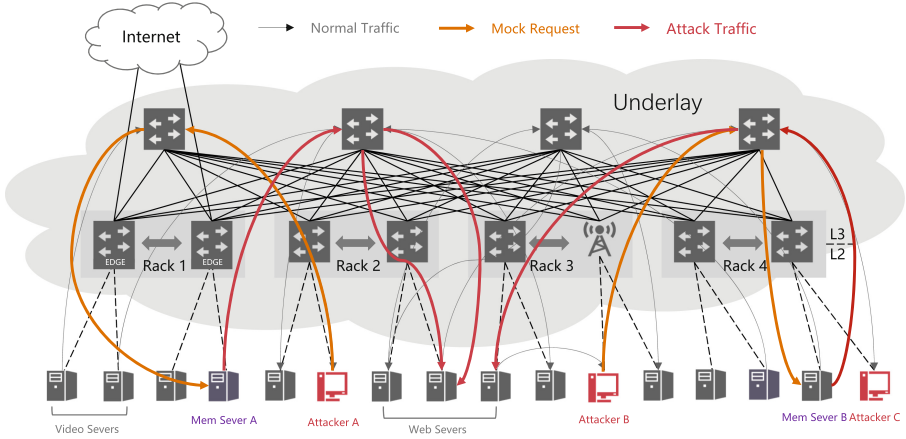 Internet
Normal Traffic
Mock Request
Attack Traffic
Underlay
EDGE
Rack 1
EDGE
Rack 2
Rack 3
Rack 4
L3
L2
Video Severs
Mem Sever A
Attacker A
Web Severs
Attacker B
Mem Sever B
Attacker C